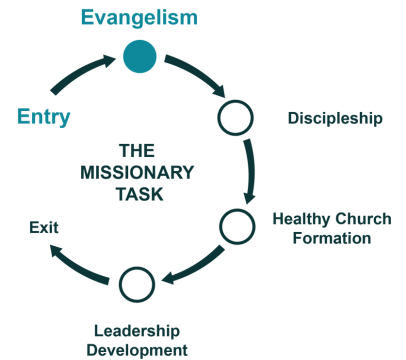 Evangelism
Entry
Discipleship
THE
MISSIONARY
TASK
Healthy Church
Formation
Exit
Leadership
Development